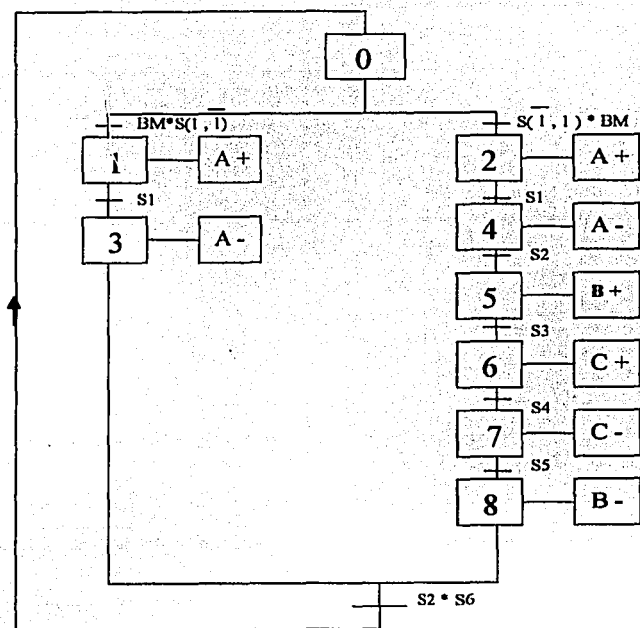 0
BM*S(1, 1̅)
S(1̅, 1) * BM
1 A+
2 A+
S1
S1
3 A-
4 A-
S2
5 B+
S3
6 C+
S4
7 C-
S5
8 B-
S2 * S6